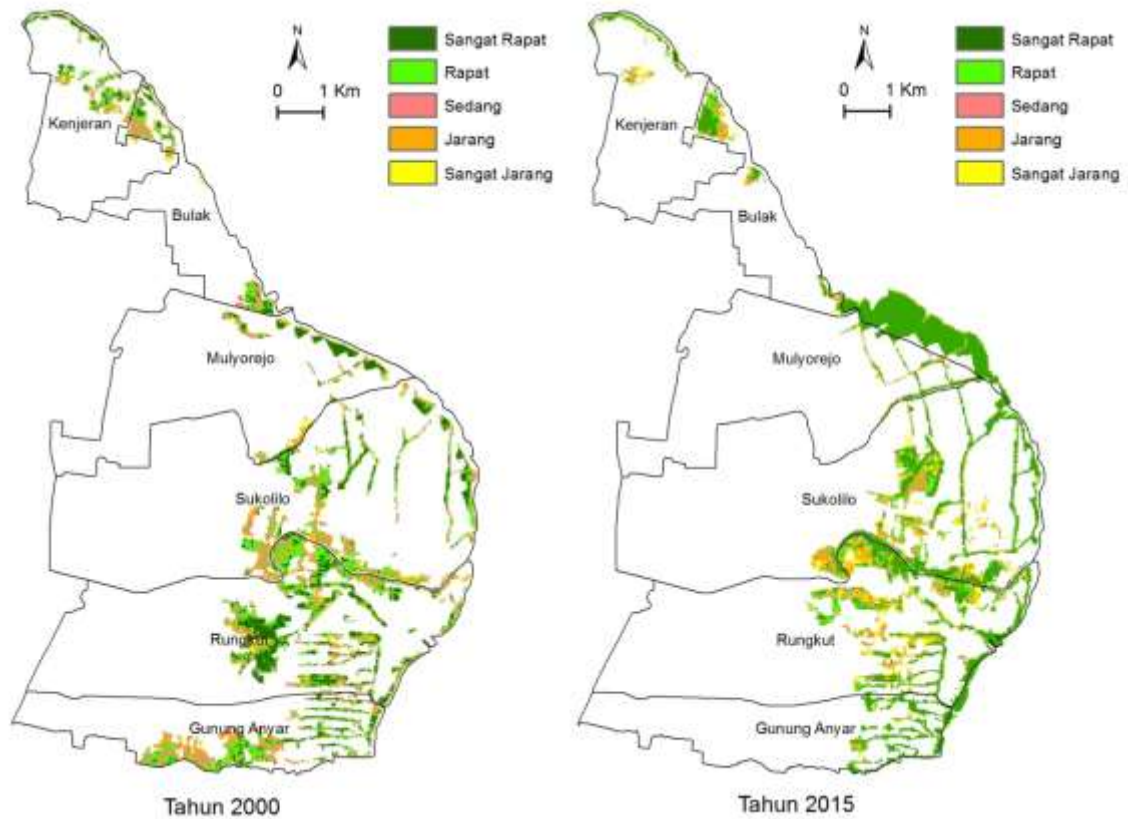 N
0 1 Km
Sangat Rapat
Rapat
Sedang
Jarang
Sangat Jarang
Kenjeran
Bulak
Mulyorejo
Sukolilo
Rungkut
Gunung Anyar
Tahun 2000
N
0 1 Km
Sangat Rapat
Rapat
Sedang
Jarang
Sangat Jarang
Kenjeran
Bulak
Mulyorejo
Sukolilo
Rungkut
Gunung Anyar
Tahun 2015